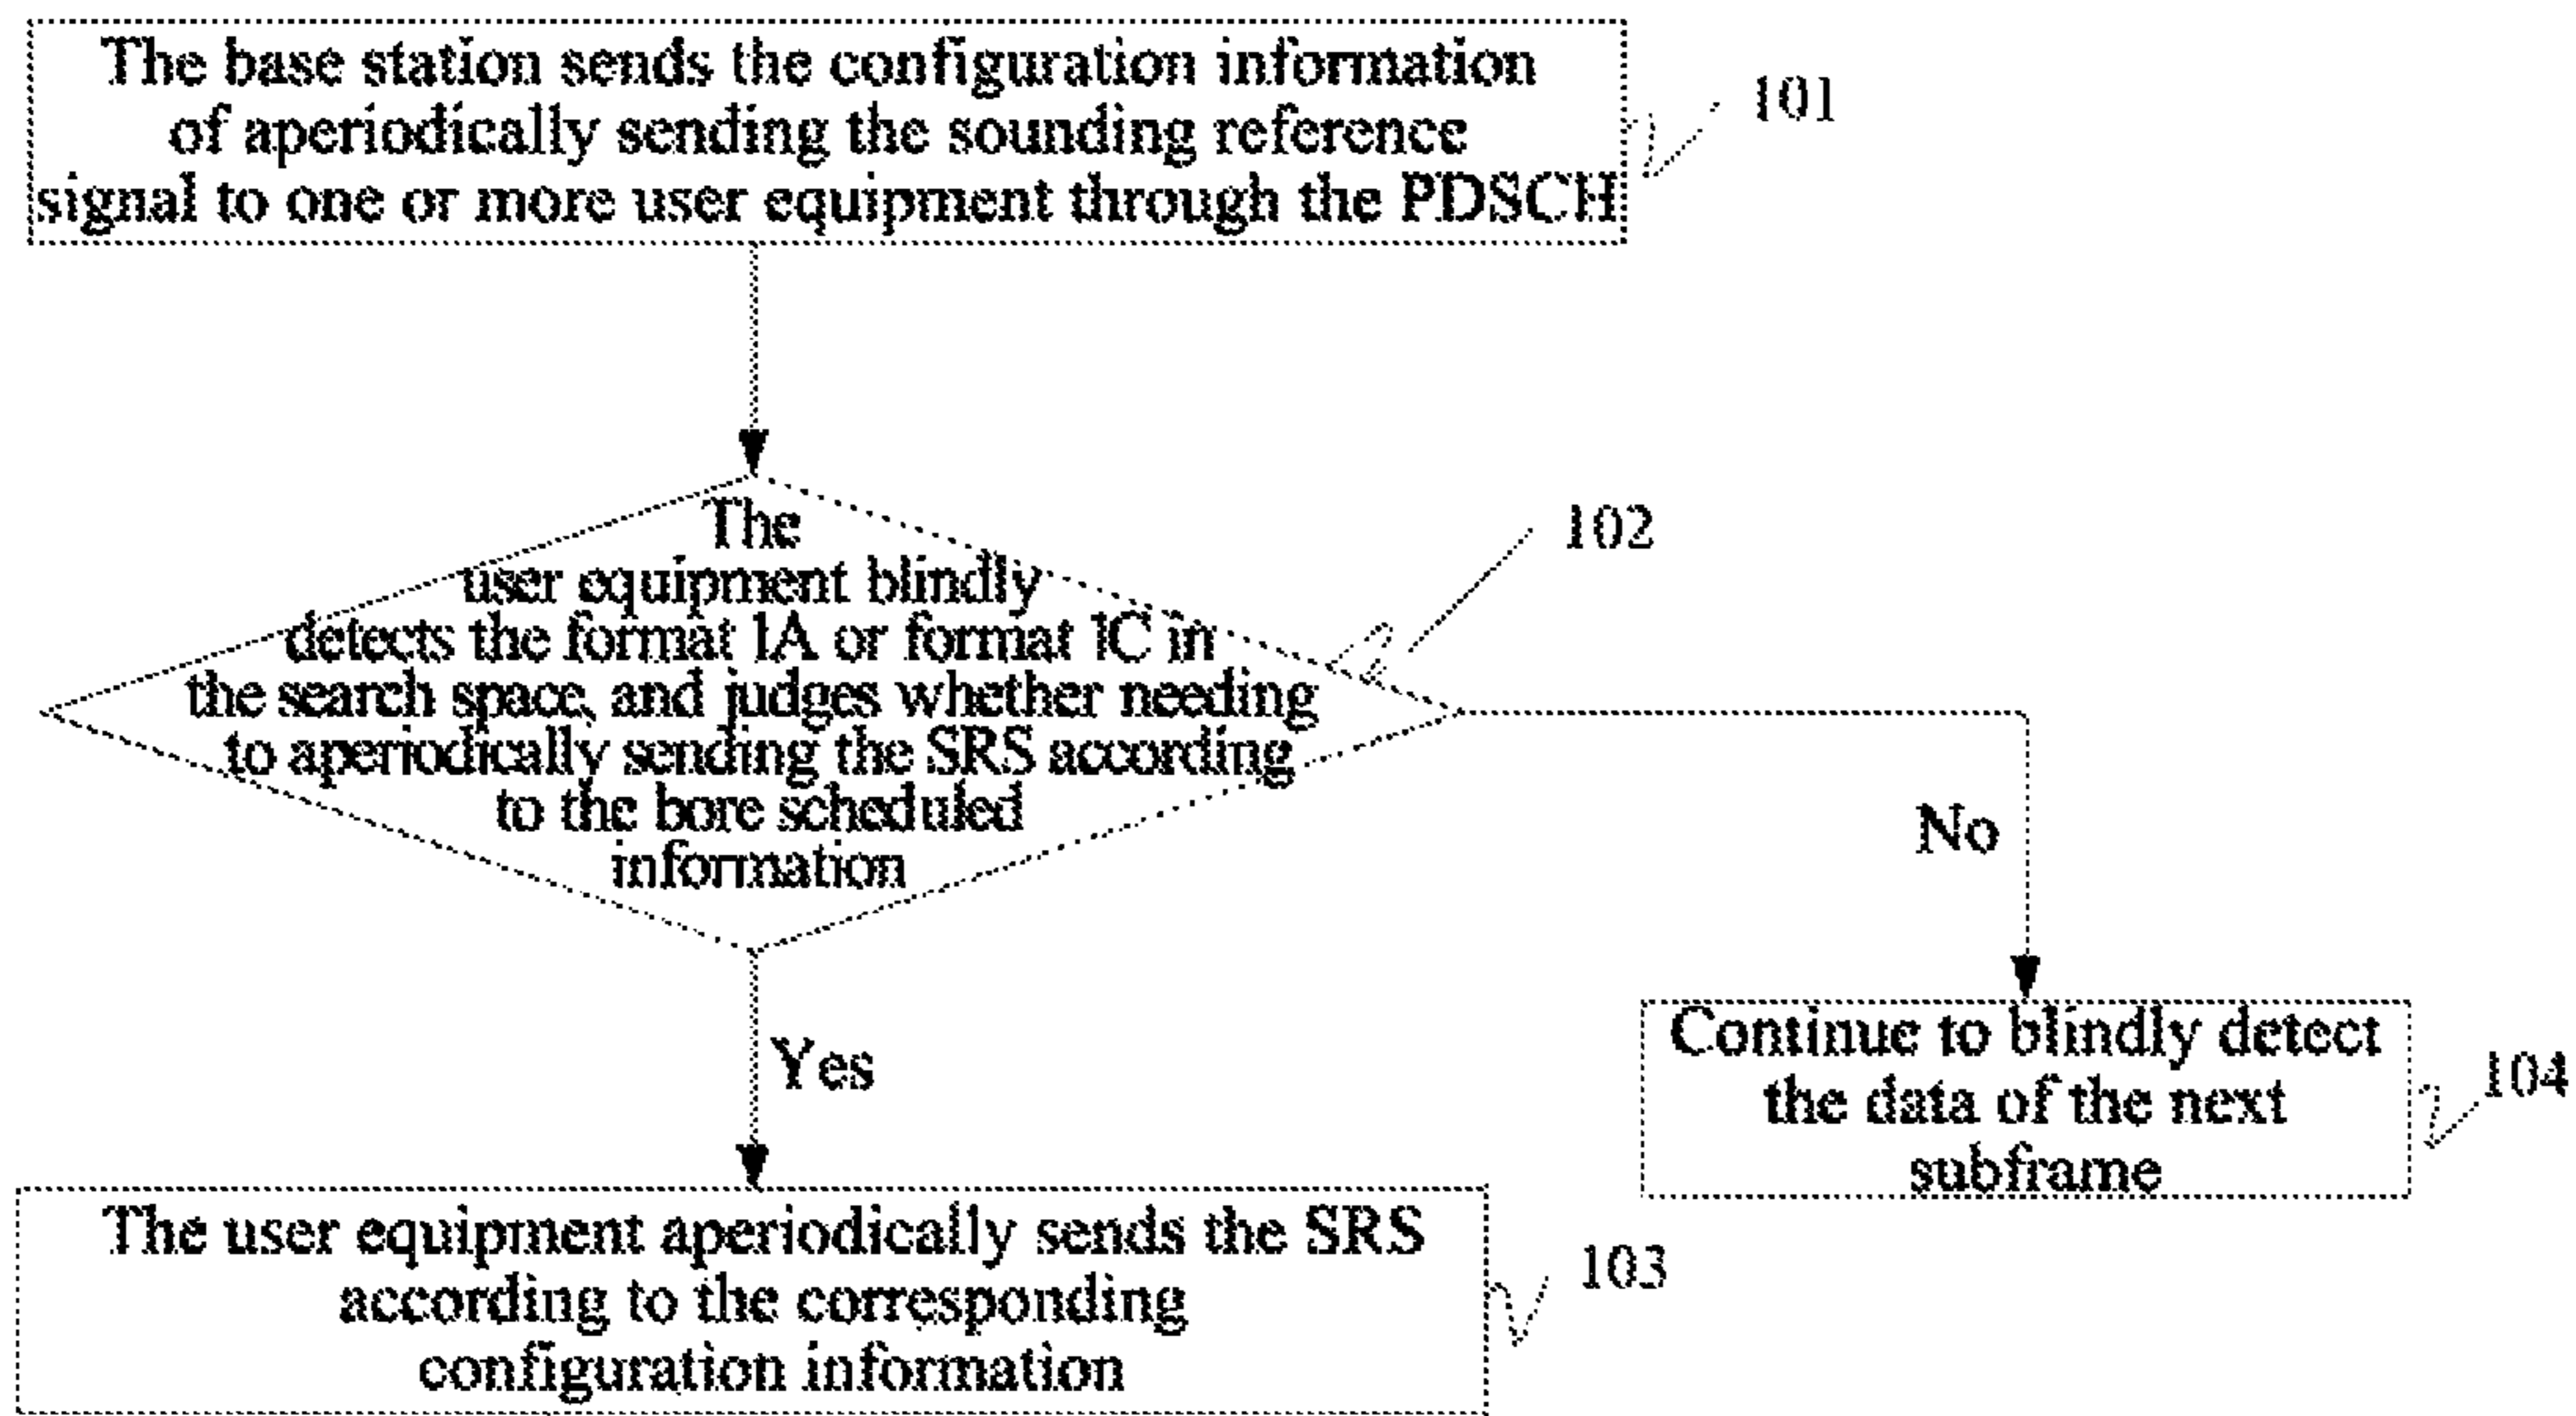 The base station sends the configuration information
of aperiodically sending the sounding reference
signal to one or more user equipment through the PDSCH
101
The
user equipment blindly
detects the format 1A or format 1C in
the search space, and judges whether needing
to aperiodically sending the SRS according
to the bore scheduled
information
102
No
Yes
Continue to blindly detect
the data of the next
subframe
104
The user equipment aperiodically sends the SRS
according to the corresponding
configuration information
103